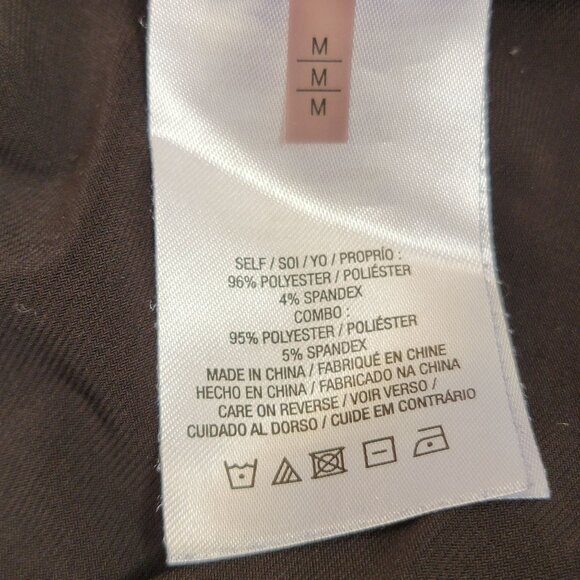 M
M
M
SELF / SOI / YO / PROPRÍO :
96% POLYESTER / POLIÉSTER
4% SPANDEX
COMBO :
95% POLYESTER / POLIÉSTER
5% SPANDEX
MADE IN CHINA / FABRIQUÉ EN CHINE
HECHO EN CHINA / FABRICADO NA CHINA
CARE ON REVERSE / VOIR VERSO /
CUIDADO AL DORSO / CUIDE EM CONTRÁRIO